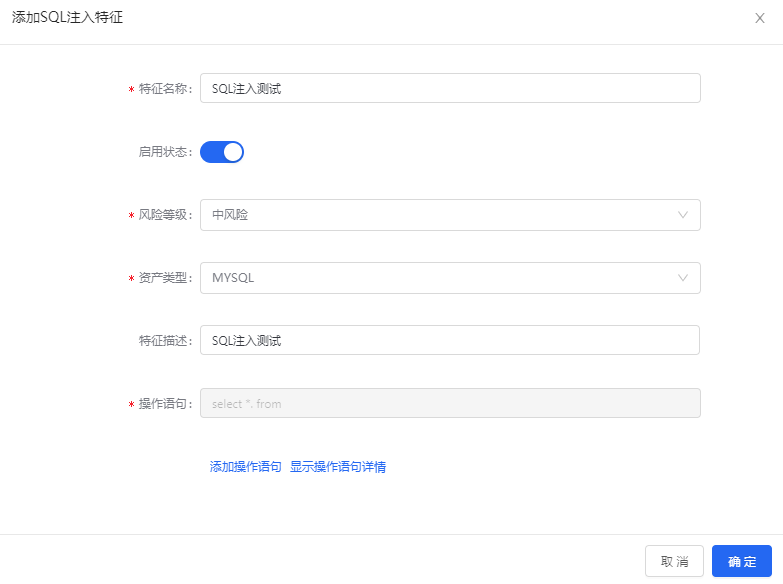 添加SQL注入特征
* 特征名称: SQL注入测试
启用状态:
* 风险等级: 中风险
* 资产类型: MYSQL
特征描述: SQL注入测试
* 操作语句: select *. from
添加操作语句 显示操作语句详情
取 消 确 定